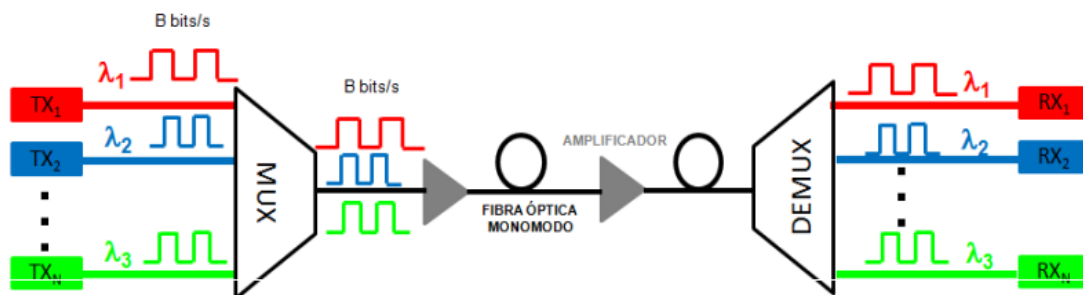 B bits/s
λ1
TX1
λ2
TX2
λ3
TXN
MUX
B bits/s
FIBRA ÓPTICA
MONOMODO
AMPLIFICADOR
DEMUX
λ1
RX1
λ2
RX2
λ3
RXN